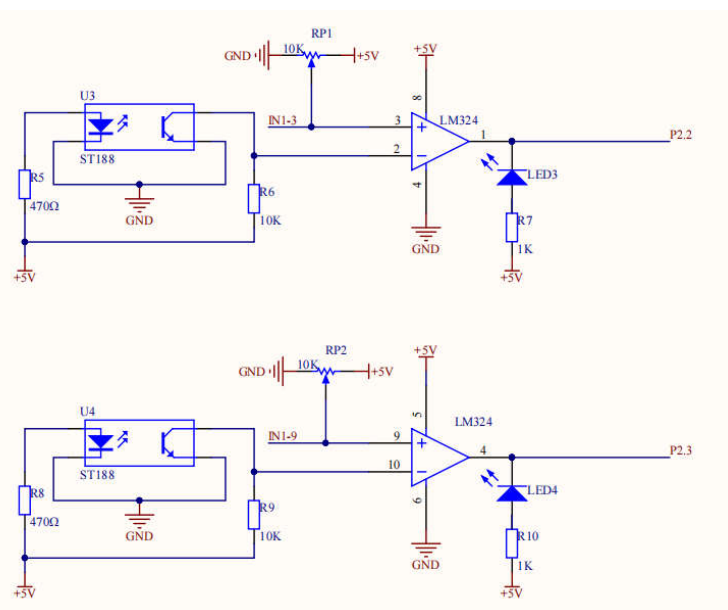 RP1
GND 10K +5V
+5V
U3
8
IN1-3 3 LM324
1 P2.2
2
ST188
R5 4 LED3
470Ω R6
10K
GND R7
GND 1K
+5V +5V
RP2 +5V
GND 10K +5V
U4 5 LM324
IN1-9 9
4 P2.3
10
ST188
R8 6 LED4
470Ω R9
10K R10
GND GND 1K
+5V +5V